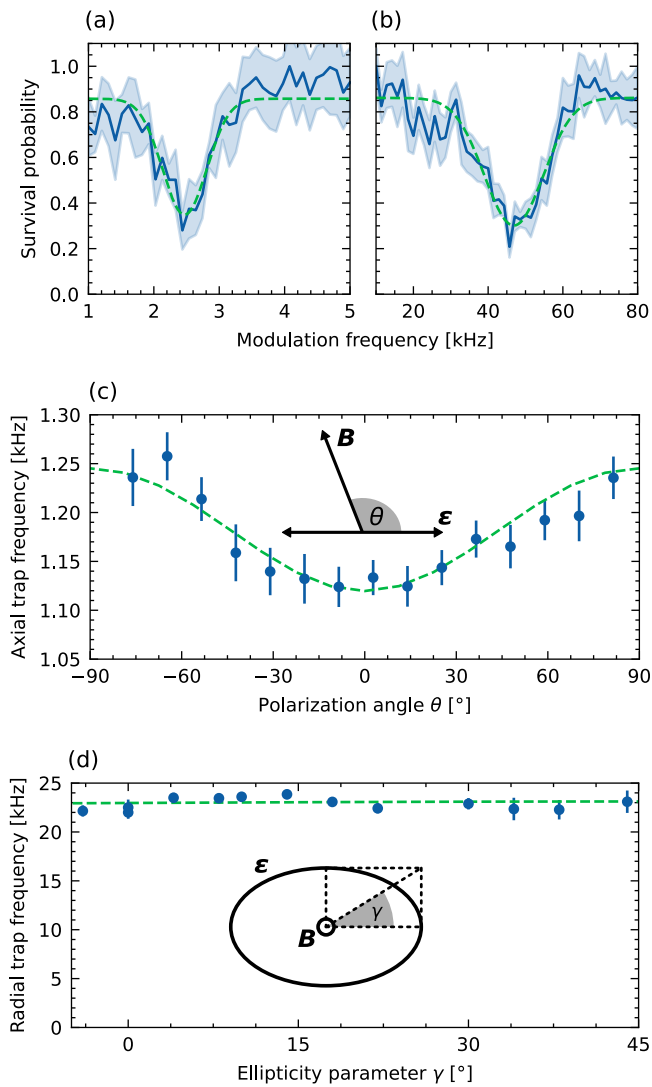 (a)
(b)
Survival probability
1.0
0.8
0.6
0.4
0.2
0.0
1 2 3 4 5
20 40 60 80
Modulation frequency [kHz]
(c)
Axial trap frequency [kHz]
1.30
1.25
1.20
1.15
1.10
1.05
B
θ
ε
−90 −60 −30 0 30 60 90
Polarization angle θ [°]
(d)
Radial trap frequency [kHz]
25
20
15
10
5
0
ε
γ
B
0 15 30 45
Ellipticity parameter γ [°]